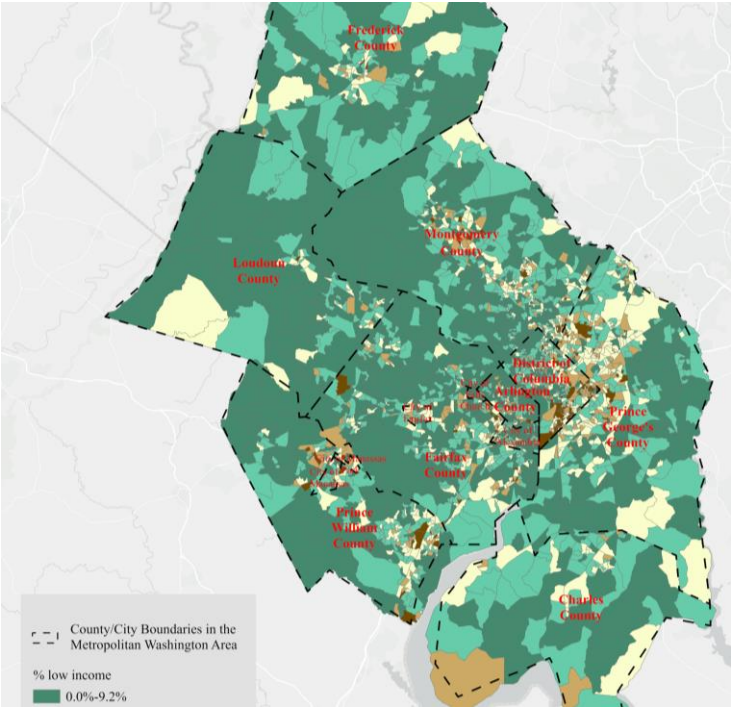 Frederick
County
Montgomery
County
Loudoun
County
District of
Columbia
Arlington
County
Prince
George's
County
Fairfax
County
Prince
William
County
Charles
County
County/City Boundaries in the
Metropolitan Washington Area
% low income
0.0%-9.2%